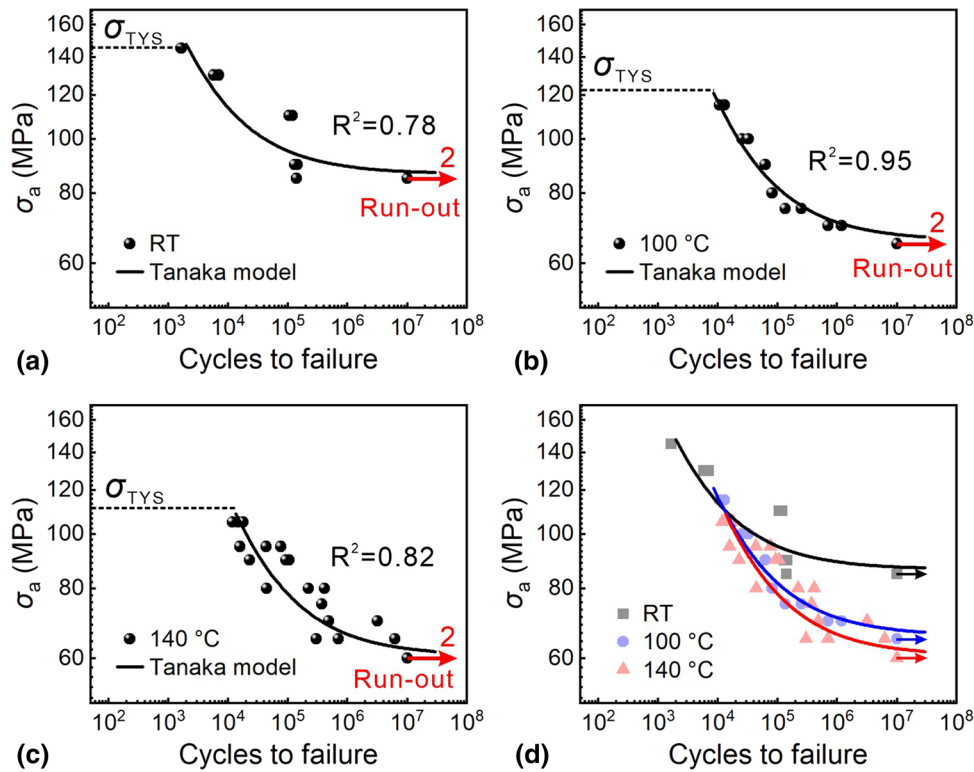 160
140
120
100
80
60
σa (MPa)
σTYS
R²=0.78
2
Run-out
RT
Tanaka model
10² 10³ 10⁴ 10⁵ 10⁶ 10⁷ 10⁸
(a)
Cycles to failure
160
140
120
100
80
60
σa (MPa)
σTYS
R²=0.95
2
Run-out
100 °C
Tanaka model
10² 10³ 10⁴ 10⁵ 10⁶ 10⁷ 10⁸
(b)
Cycles to failure
160
140
120
100
80
60
σa (MPa)
σTYS
R²=0.82
2
Run-out
140 °C
Tanaka model
10² 10³ 10⁴ 10⁵ 10⁶ 10⁷ 10⁸
(c)
Cycles to failure
160
140
120
100
80
60
σa (MPa)
RT
100 °C
140 °C
10² 10³ 10⁴ 10⁵ 10⁶ 10⁷ 10⁸
(d)
Cycles to failure